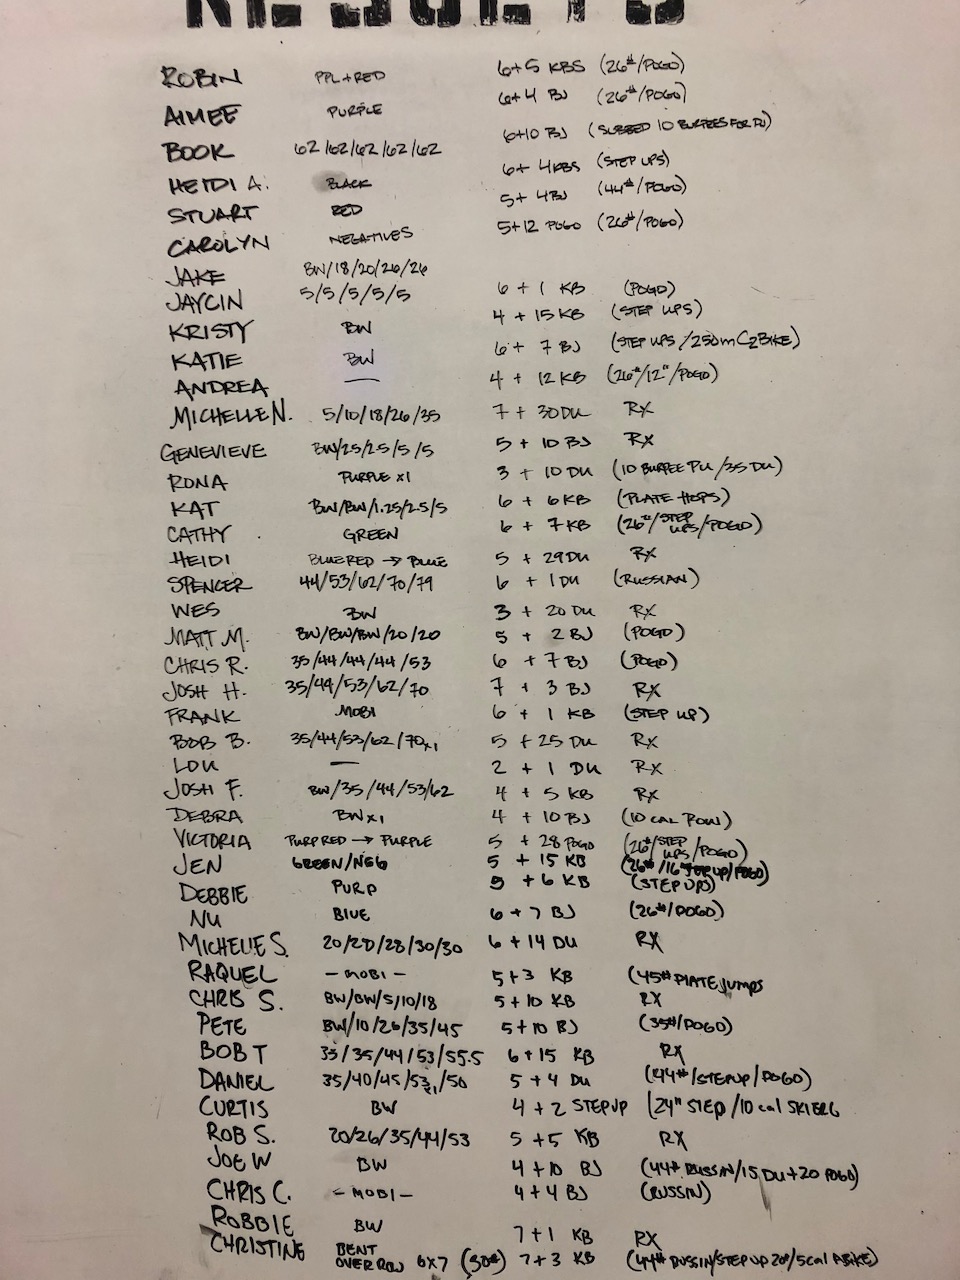 RESULTS
ROBIN PPL+RED 6+5 KBS (26#/POGO)
AIMEE PURPLE 6+4 BJ (26#/POGO)
BOOK 62/62/62/62/62 6+10 BJ (SUBBED 10 BURPEES FOR DU)
HEIDI A. BLACK 6+ 4KBS (STEP UPS)
STUART RED 5+ 4BJ (44#/POGO)
CAROLYN NEGATIVES 5+12 POGO (26#/POGO)
JAKE BW/18/20/26/26
JAYCIN 5/5/5/5/5 6 + 1 KB (POGO)
KRISTY BW 4 + 15 KB (STEP UPS)
KATIE BW 6 + 7 BJ (STEP UPS/250m C2BIKE)
ANDREA — 4 + 12 KB (26#/12"/POGO)
MICHELLE N. 5/10/18/26/35 7 + 30 DU RX
GENEVIEVE BW/2.5/2.5/5/5 5 + 10 BJ RX
RONA PURPLE x1 3 + 10 DU (10 BURPEE PU/35 DU)
KAT BW/BW/1.25/2.5/5 6 + 6 KB (PLATE HOPS)
CATHY GREEN 6 + 7 KB (26#/STEP UPS/POGO)
HEIDI BLUE RED → BLUE 5 + 29 DU RX
SPENCER 44/53/62/70/79 6 + 1 DU (RUSSIAN)
WES BW 3 + 20 DU RX
MATT M. BW/BW/BW/20/20 5 + 2 BJ (POGO)
CHRIS R. 35/44/44/44/53 6 + 7 BJ (POGO)
JOSH H. 35/44/53/62/70 7 + 3 BJ RX
FRANK MOBI 6 + 1 KB (STEP UP)
BOB B. 35/44/53/62/70x1 5 + 25 DU RX
LOU — 2 + 1 DU RX
JOSH F. BW/35/44/53/62 4 + 5 KB RX
DEBRA BW x1 4 + 10 BJ (10 CAL ROW)
VICTORIA PURP RED → PURPLE 5 + 28 POGO (26#/STEP UPS/POGO)
JEN GREEN/NEG 5 + 15 KB (26#/16" STEP UP/POGO)
DEBBIE PURP 5 + 6 KB (STEP UPS)
NU BLUE 6 + 7 BJ (26#/POGO)
MICHELLE S. 20/20/28/30/30 6 + 14 DU RX
RAQUEL - MOBI - 5+3 KB (45# PLATE JUMPS
CHRIS S. BW/BW/5/10/18 5+10 KB RX
PETE BW/10/26/35/45 5+10 BJ (35#/POGO)
BOB T 35/35/44/53/55.5 6+15 KB RX
DANIEL 35/40/45/53x1/50 5+4 DU (44#/STEP UP/POGO)
CURTIS BW 4+2 STEP UP (24" STEP/10 cal SKI ERG
ROB S. 20/26/35/44/53 5+5 KB RX
JOE W BW 4+10 BJ (44# RUSSIN/15 DU+20 POGO)
CHRIS C. - MOBI - 4+4 BJ (RUSSIN)
ROBBIE BW 7+1 KB RX
CHRISTINE BENT OVER ROW 6x7 (30#) 7+3 KB (44# RUSSIN/STEP UP 20#/5 cal ABIKE)